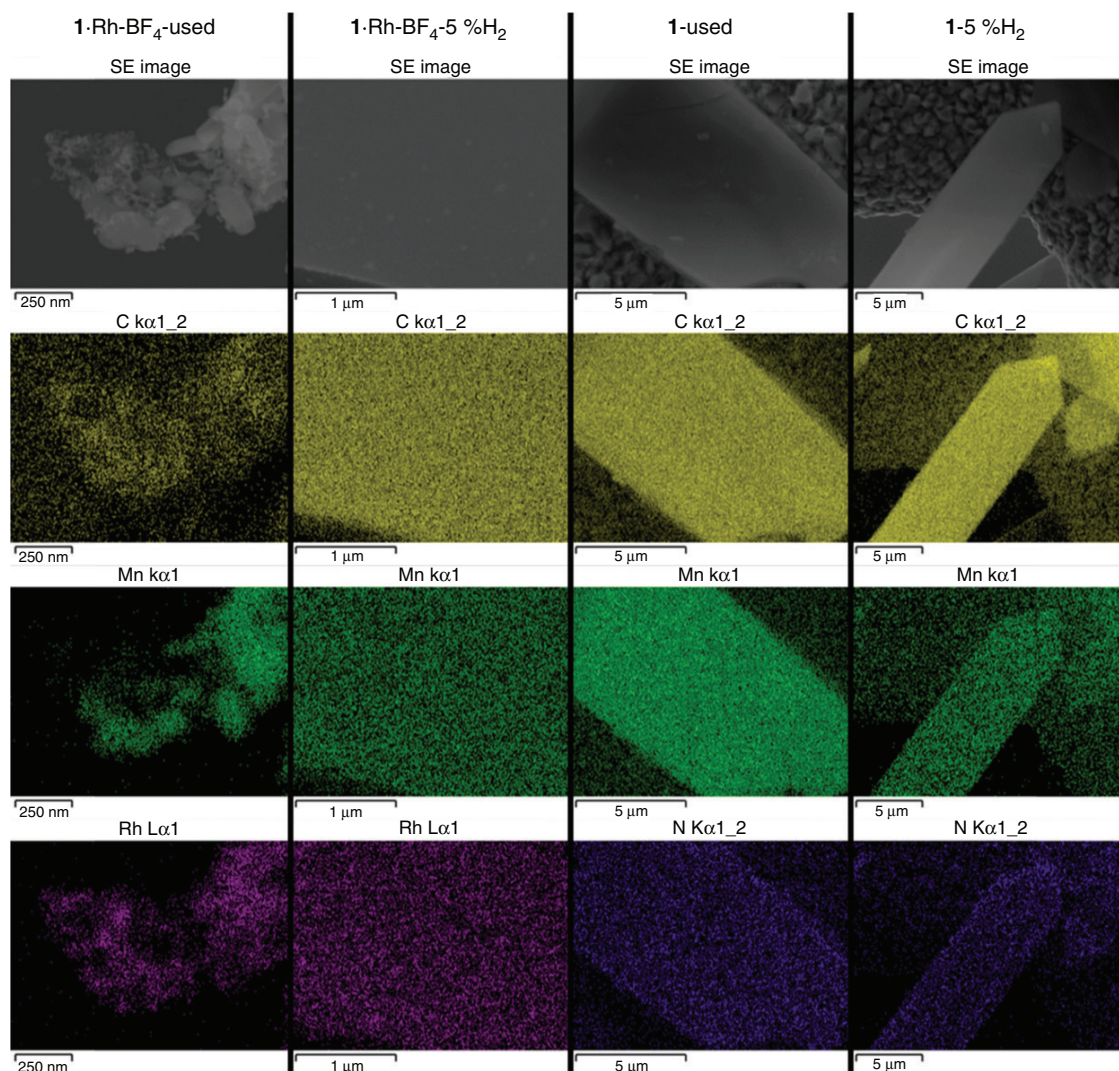 1·Rh-BF4-used 1·Rh-BF4-5 %H2 1-used 1-5 %H2
SE image SE image SE image SE image
250 nm 1 μm 5 μm 5 μm
C kα1_2 C kα1_2 C kα1_2 C kα1_2
250 nm 1 μm 5 μm 5 μm
Mn kα1 Mn kα1 Mn kα1 Mn kα1
250 nm 1 μm 5 μm 5 μm
Rh Lα1 Rh Lα1 N Kα1_2 N Kα1_2
250 nm 1 μm 5 μm 5 μm